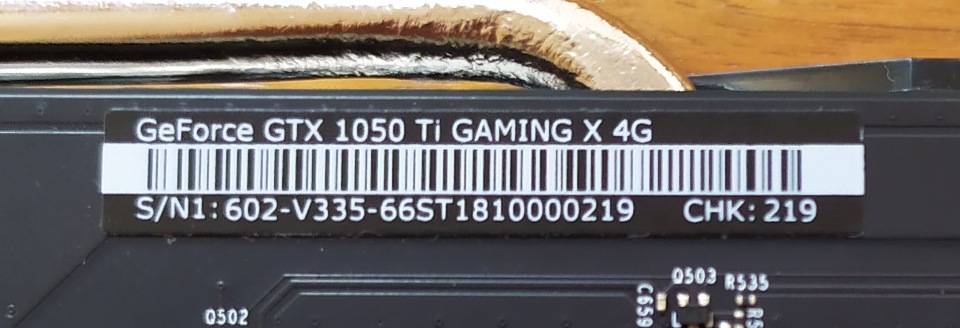 GeForce GTX 1050 Ti GAMING X 4G
S/N1:602-V335-66ST1810000219 CHK:219
Q503 R535
C659
L
Q502